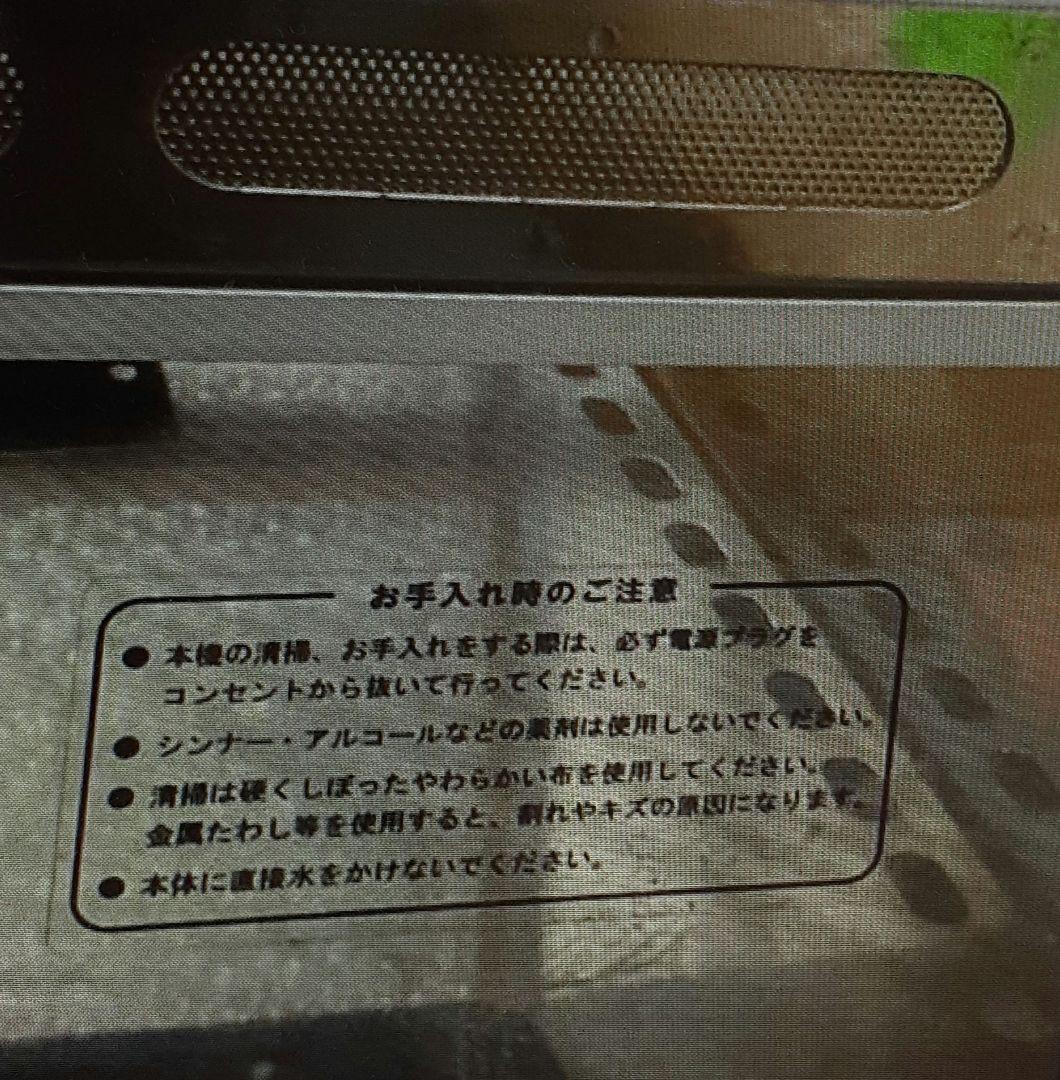 お手入れ時のご注意
● 本機の清掃、お手入れをする際は、必ず電源プラグを
コンセントから抜いて行ってください。
● シンナー・アルコールなどの薬剤は使用しないでください。
● 清掃は硬くしぼったやわらかい布を使用してください。
金属たわし等を使用すると、割れやキズの原因になります。
● 本体に直接水をかけないでください。